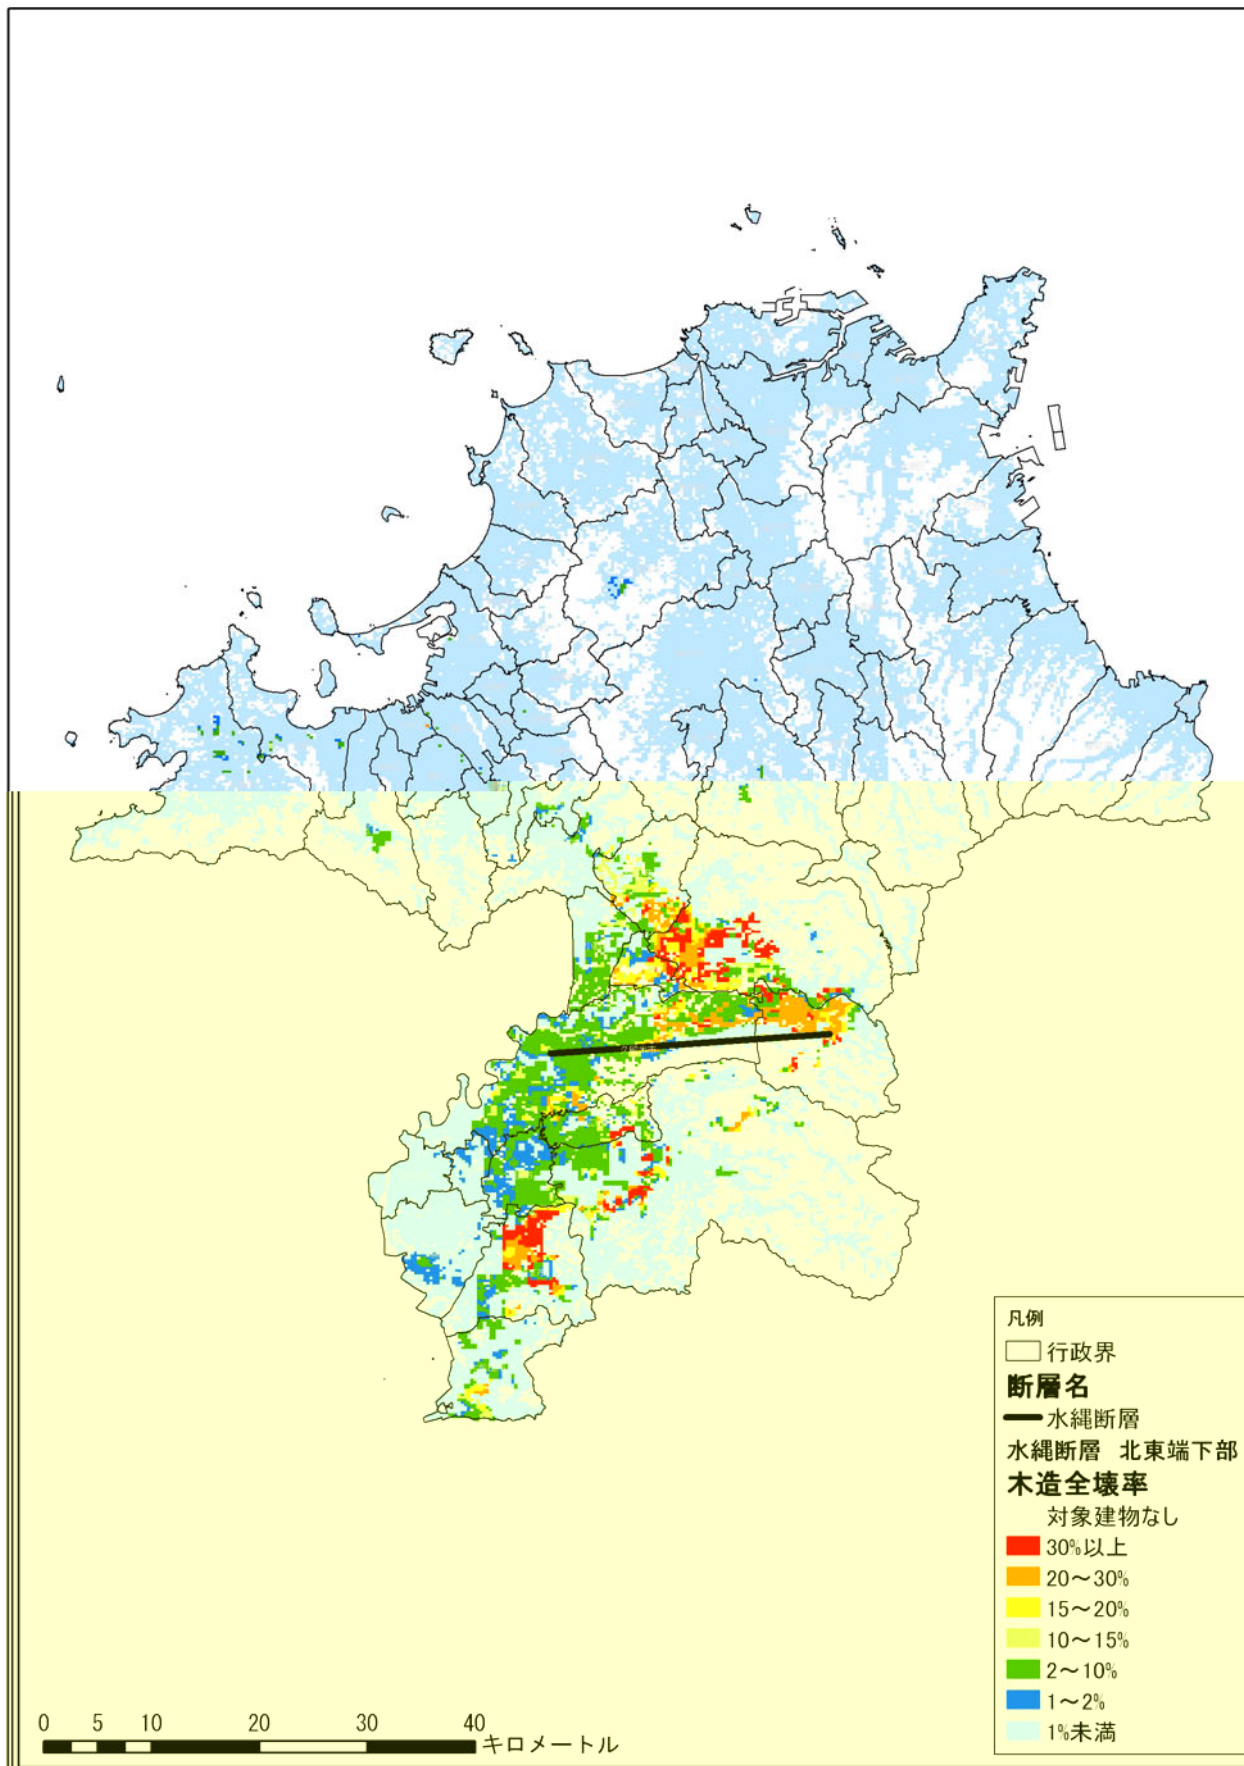 凡例
行政界
断層名
水縄断層
水縄断層 北東端下部
木造全壊率
対象建物なし
30%以上
20～30%
15～20%
10～15%
2～10%
1～2%
1%未満
0 5 10 20 30 40
キロメートル